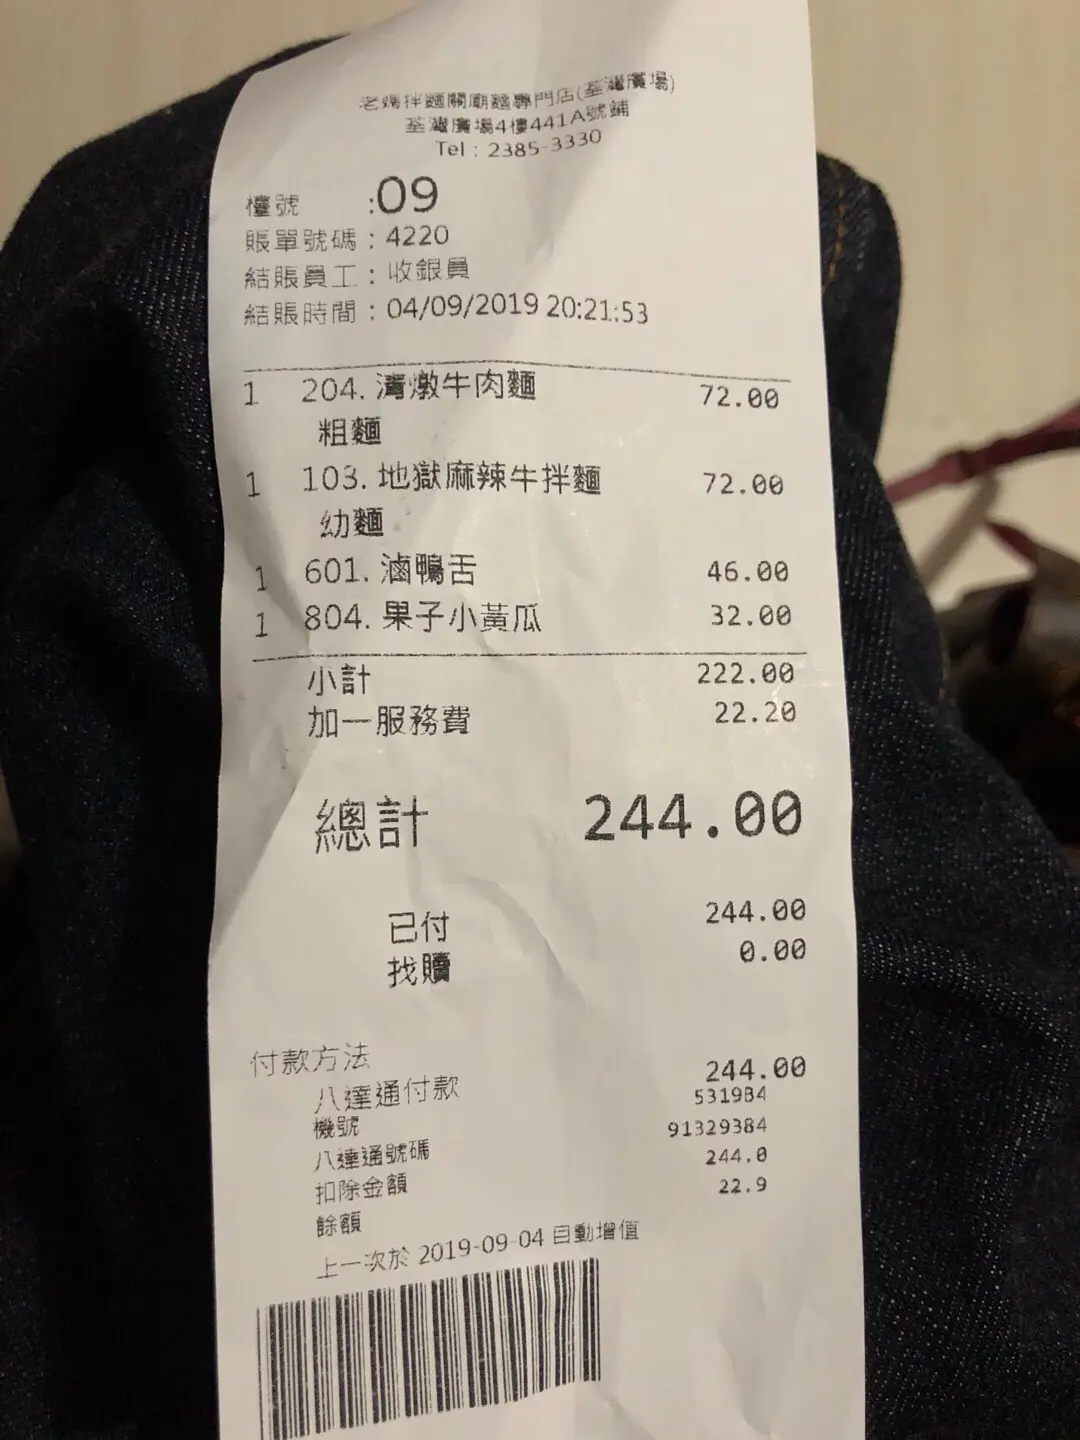 老媽拌麵關廟麵專門店(荃灣廣場)
荃灣廣場4樓441A號鋪
Tel : 2385-3330
檯號 :09
賬單號碼 : 4220
結賬員工 : 收銀員
結賬時間 : 04/09/2019 20:21:53
1 204. 清燉牛肉麵 72.00
粗麵
1 103. 地獄麻辣牛拌麵 72.00
幼麵
1 601. 滷鴨舌 46.00
1 804. 果子小黃瓜 32.00
小計 222.00
加一服務費 22.20
總計 244.00
已付 244.00
找贖 0.00
付款方法
八達通付款 244.00
機號 531984
八達通號碼 91329384
扣除金額 244.0
餘額 22.9
上一次於 2019-09-04 自動增值